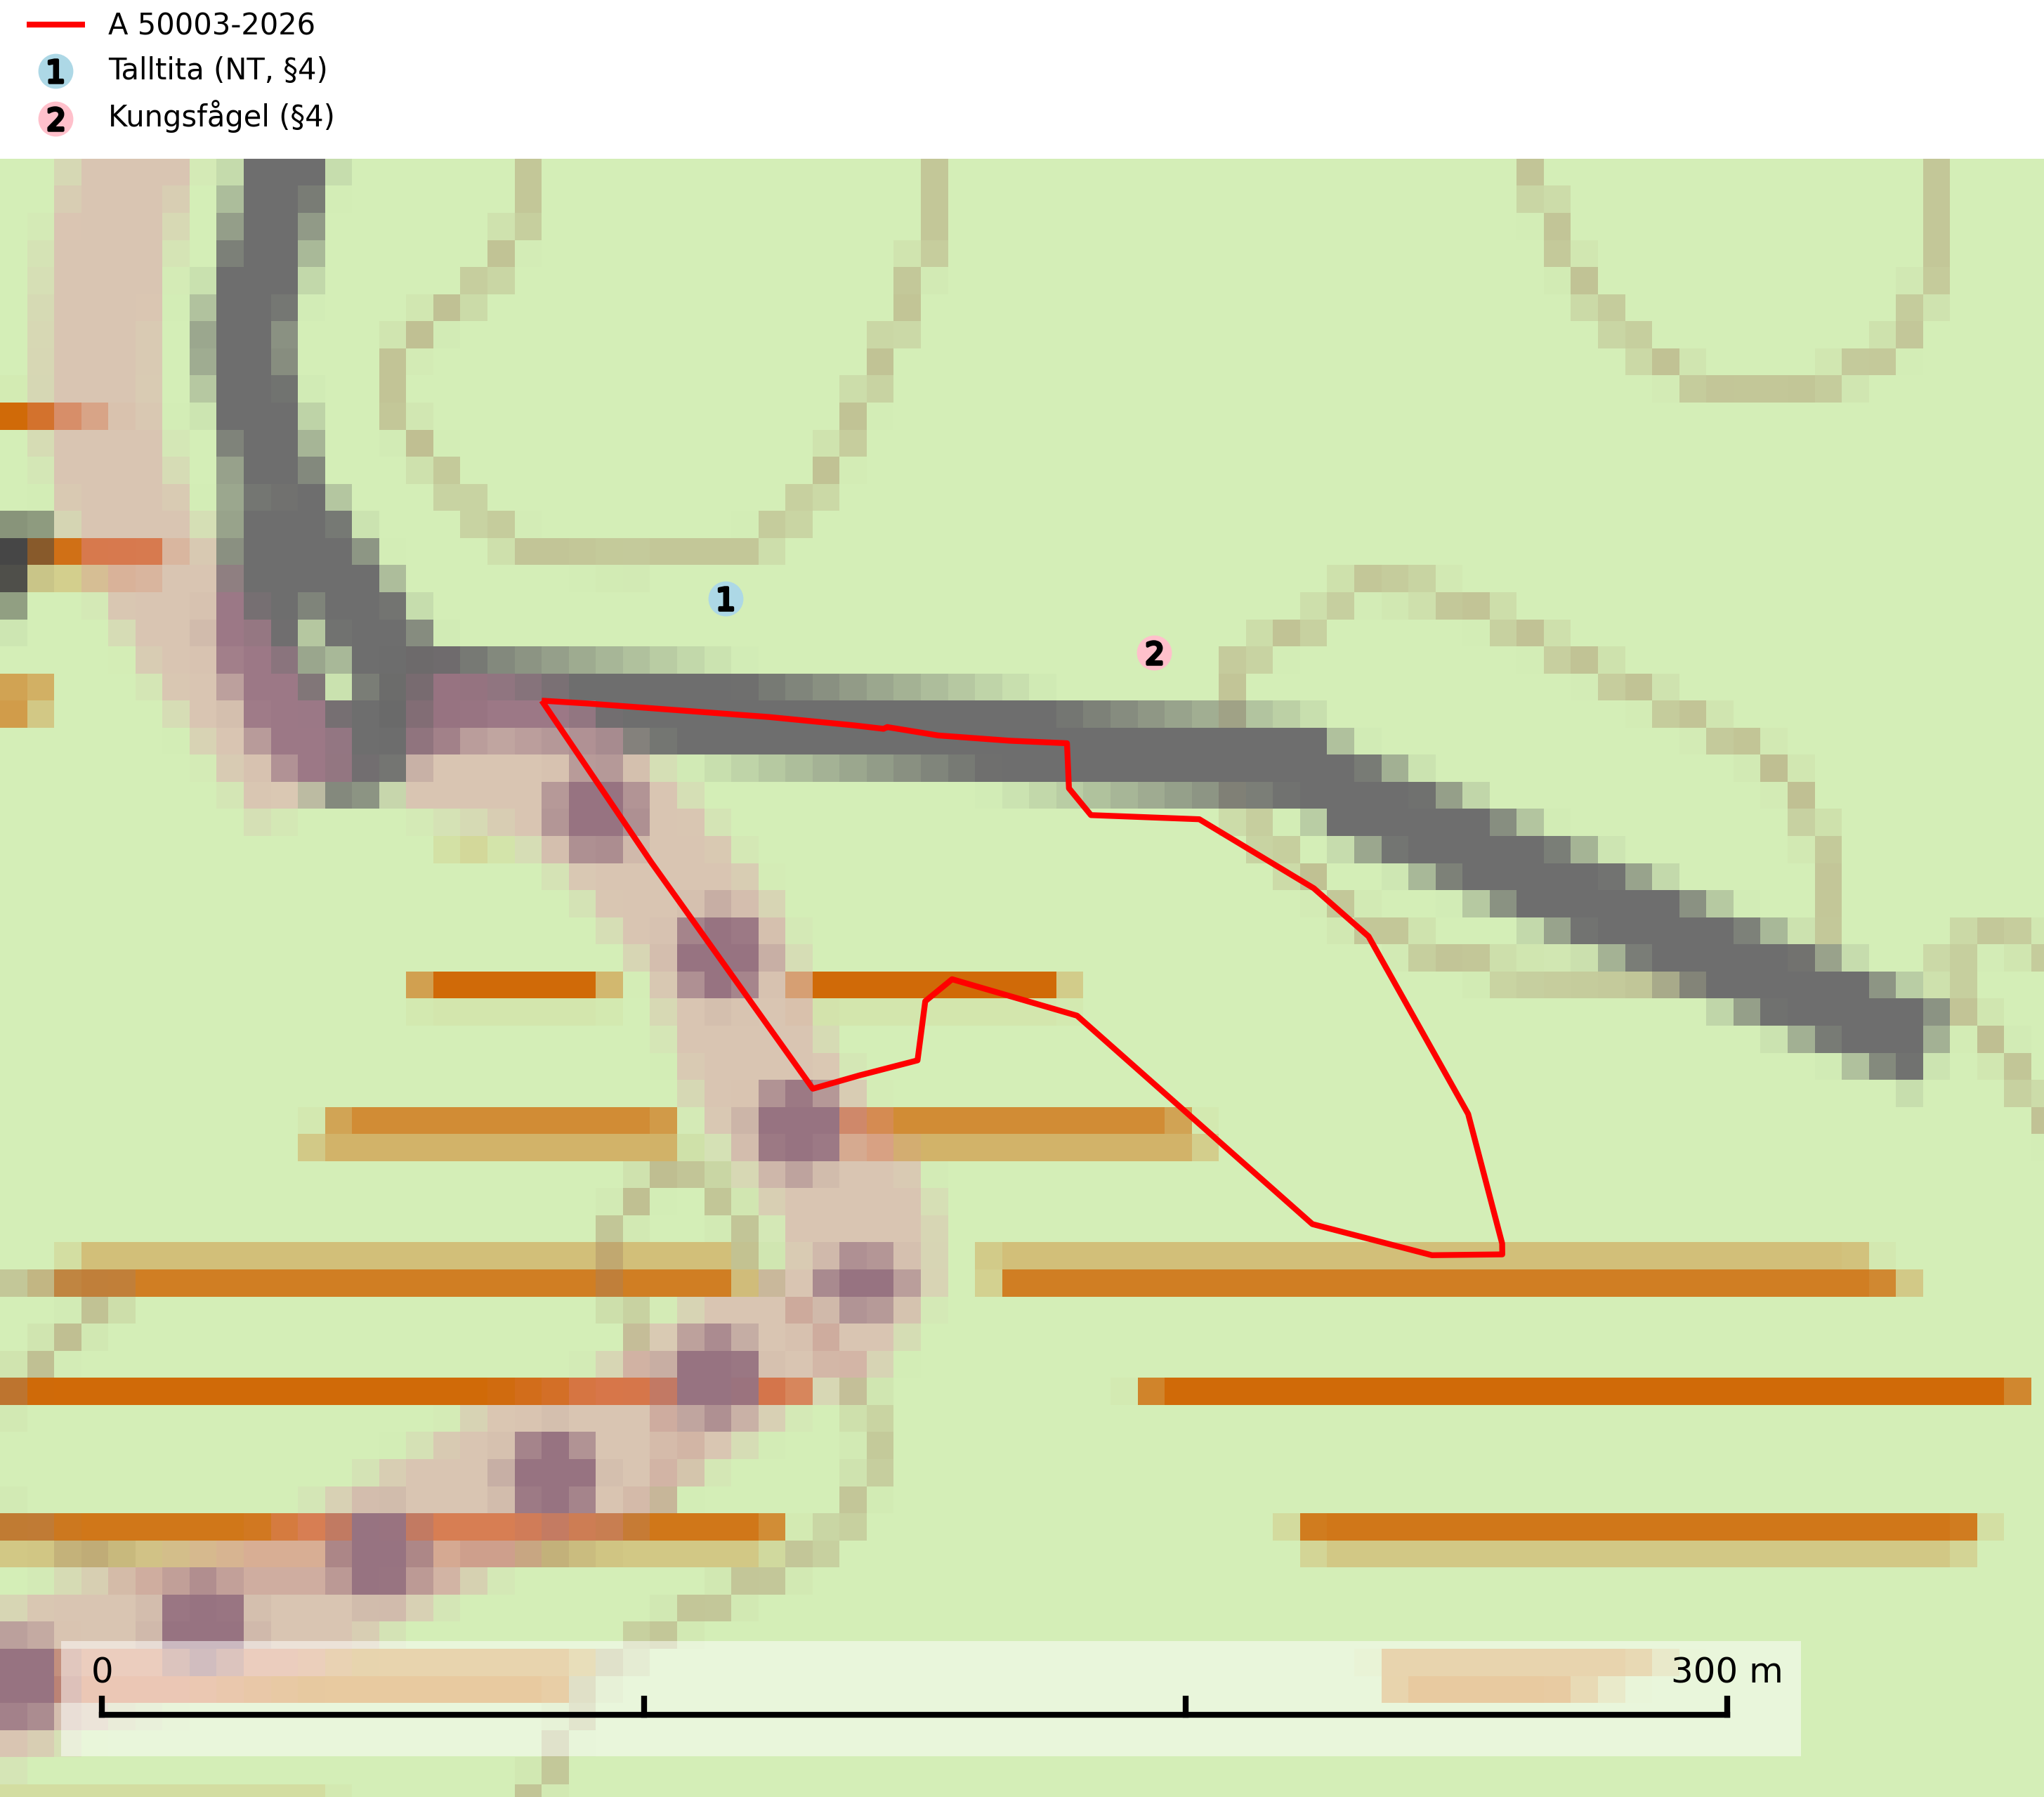 A 50003-2026
1 Talltita (NT, §4)
2 Kungsfågel (§4)
1
2
0 300 m